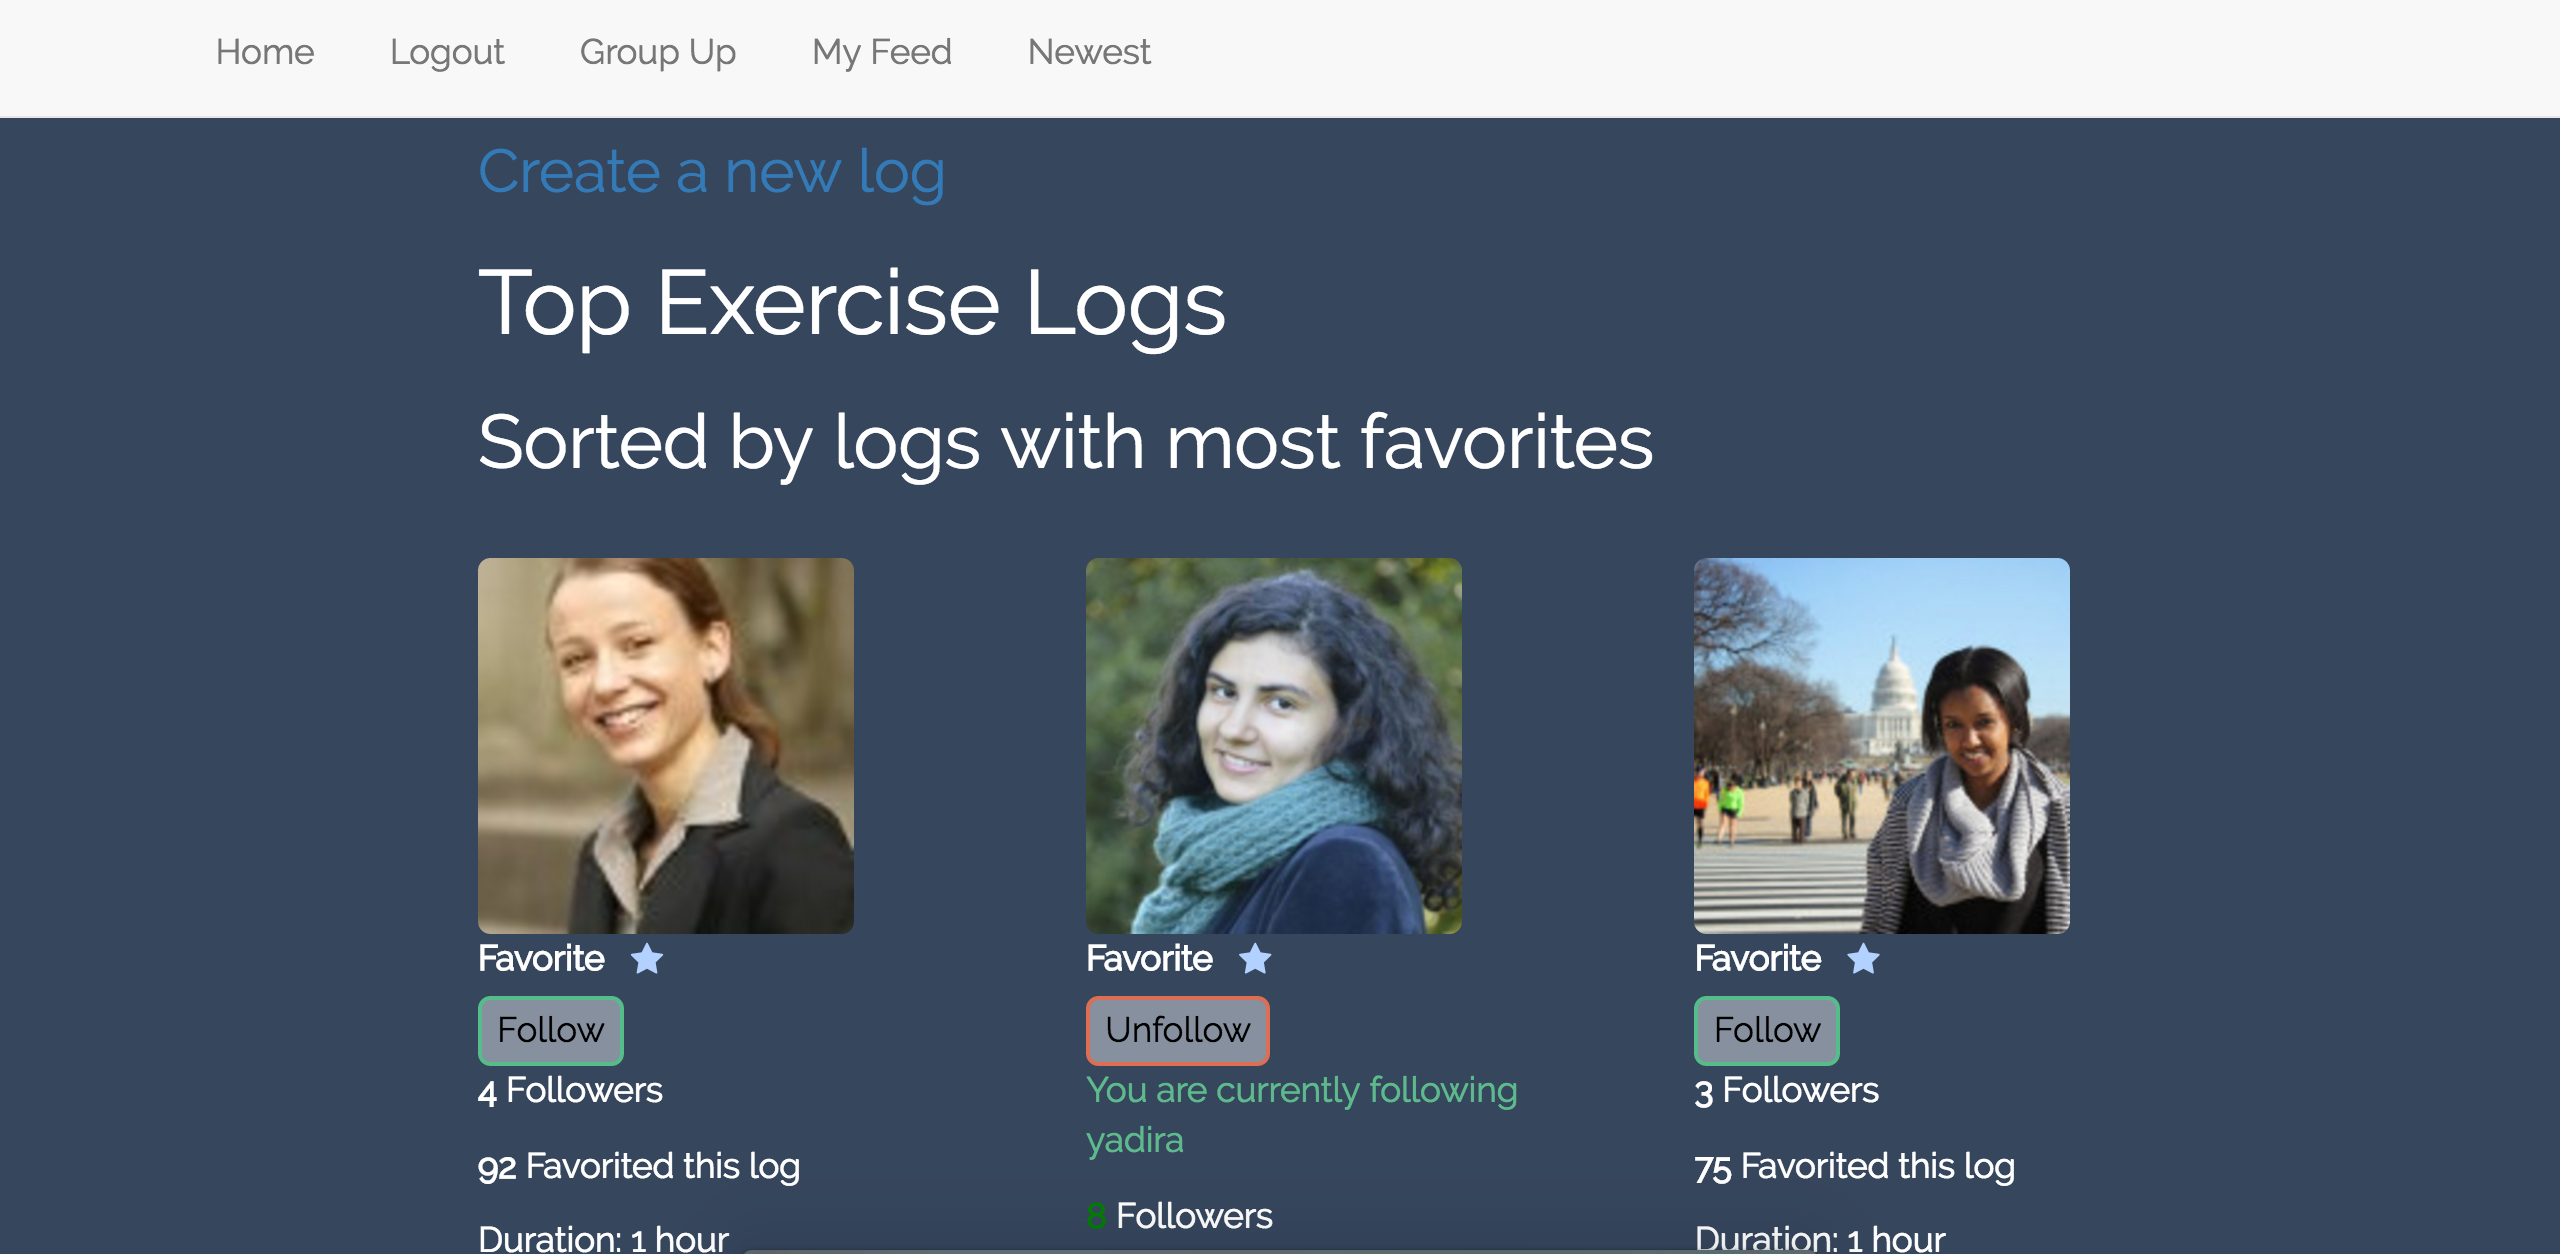 Home Logout Group Up My Feed Newest
Create a new log
Top Exercise Logs
Sorted by logs with most favorites
Favorite
Follow
4 Followers
92 Favorited this log
Duration: 1 hour
Favorite
Unfollow
You are currently following
yadira
8 Followers
Favorite
Follow
3 Followers
75 Favorited this log
Duration: 1 hour